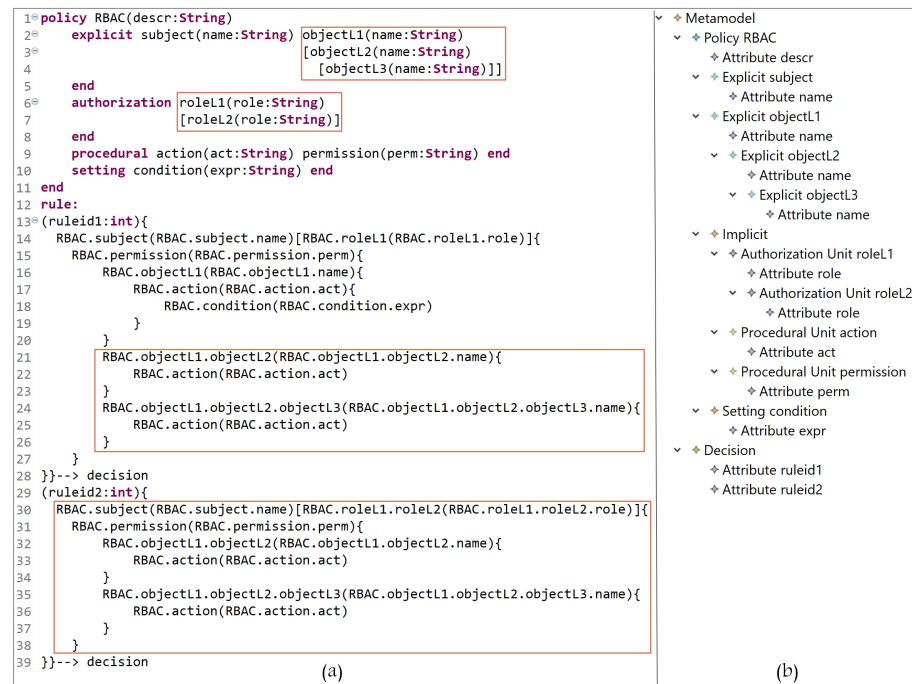 1 policy RBAC(descr:String)
2 explicit subject(name:String) objectL1(name:String)
3 [objectL2(name:String)
4 [objectL3(name:String)]]
5 end
6 authorization roleL1(role:String)
7 [roleL2(role:String)]
8 end
9 procedural action(act:String) permission(perm:String) end
10 setting condition(expr:String) end
11 end
12 rule:
13 (ruleid1:int){
14 RBAC.subject(RBAC.subject.name)[RBAC.roleL1(RBAC.roleL1.role)]{
15 RBAC.permission(RBAC.permission.perm){
16 RBAC.objectL1(RBAC.objectL1.name){
17 RBAC.action(RBAC.action.act){
18 RBAC.condition(RBAC.condition.expr)
19 }
20 }
21 RBAC.objectL1.objectL2(RBAC.objectL1.objectL2.name){
22 RBAC.action(RBAC.action.act)
23 }
24 RBAC.objectL1.objectL2.objectL3(RBAC.objectL1.objectL2.objectL3.name){
25 RBAC.action(RBAC.action.act)
26 }
27 }
28 }}--> decision
29 (ruleid2:int){
30 RBAC.subject(RBAC.subject.name)[RBAC.roleL1.roleL2(RBAC.roleL1.roleL2.role)]{
31 RBAC.permission(RBAC.permission.perm){
32 RBAC.objectL1.objectL2(RBAC.objectL1.objectL2.name){
33 RBAC.action(RBAC.action.act)
34 }
35 RBAC.objectL1.objectL2.objectL3(RBAC.objectL1.objectL2.objectL3.name){
36 RBAC.action(RBAC.action.act)
37 }
38 }
39 }}--> decision
(a)
Metamodel
Policy RBAC
Attribute descr
Explicit subject
Attribute name
Explicit objectL1
Attribute name
Explicit objectL2
Attribute name
Explicit objectL3
Attribute name
Implicit
Authorization Unit roleL1
Attribute role
Authorization Unit roleL2
Attribute role
Procedural Unit action
Attribute act
Procedural Unit permission
Attribute perm
Setting condition
Attribute expr
Decision
Attribute ruleid1
Attribute ruleid2
(b)